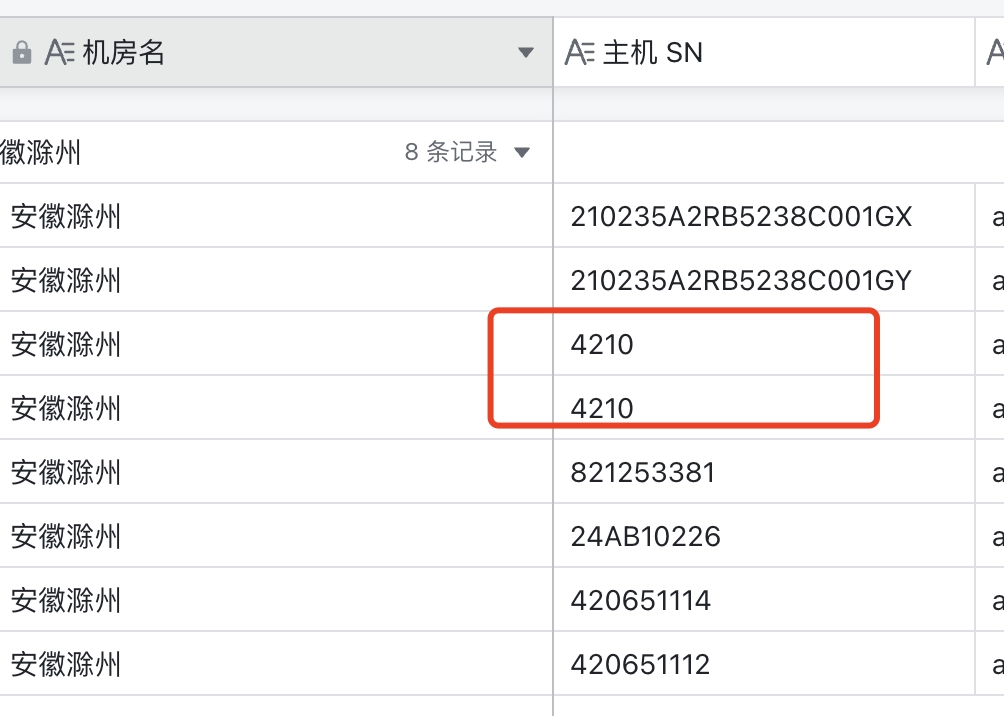 机房名 主机 SN
徽滁州 8 条记录
安徽滁州 210235A2RB5238C001GX
安徽滁州 210235A2RB5238C001GY
安徽滁州 4210
安徽滁州 4210
安徽滁州 821253381
安徽滁州 24AB10226
安徽滁州 420651114
安徽滁州 420651112